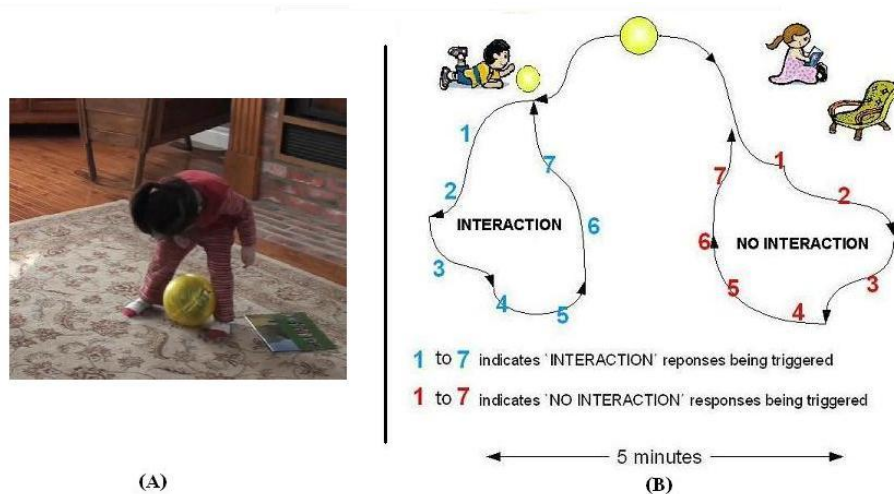 1
2
3
4
5
6
7
INTERACTION
1
2
3
4
5
6
7
NO INTERACTION
1 to 7 indicates 'INTERACTION' reponses being triggered
1 to 7 indicates 'NO INTERACTION' responses being triggered
5 minutes
(A)
(B)